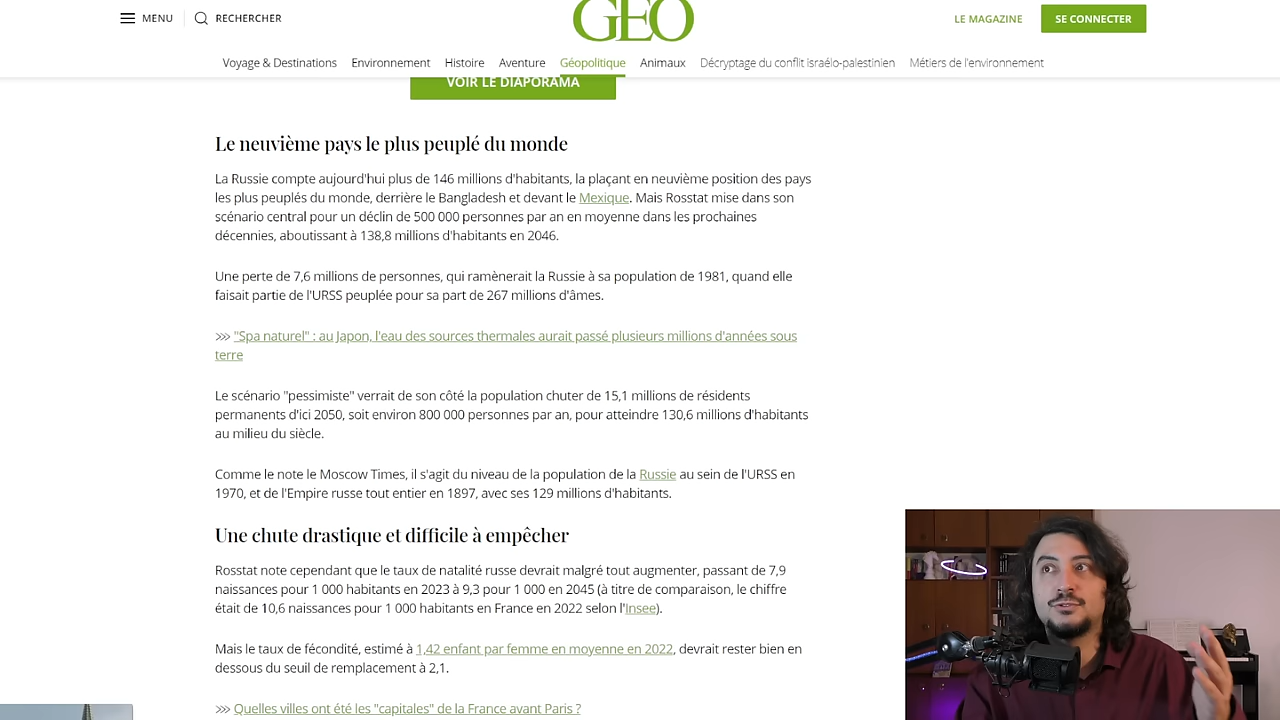 MENU
RECHERCHER
GEO
LE MAGAZINE
SE CONNECTER
Voyage & Destinations
Environnement
Histoire
Aventure
Géopolitique
Animaux
Décryptage du conflit israélo-palestinien
Métiers de l'environnement
VOIR LE DIAPORAMA
Le neuvième pays le plus peuplé du monde
La Russie compte aujourd'hui plus de 146 millions d'habitants, la plaçant en neuvième position des pays
les plus peuplés du monde, derrière le Bangladesh et devant le Mexique. Mais Rosstat mise dans son
scénario central pour un déclin de 500 000 personnes par an en moyenne dans les prochaines
décennies, aboutissant à 138,8 millions d'habitants en 2046.
Une perte de 7,6 millions de personnes, qui ramènerait la Russie à sa population de 1981, quand elle
faisait partie de l'URSS peuplée pour sa part de 267 millions d'âmes.
>>> "Spa naturel" : au Japon, l'eau des sources thermales aurait passé plusieurs millions d'années sous
terre
Le scénario "pessimiste" verrait de son côté la population chuter de 15,1 millions de résidents
permanents d'ici 2050, soit environ 800 000 personnes par an, pour atteindre 130,6 millions d'habitants
au milieu du siècle.
Comme le note le Moscow Times, il s'agit du niveau de la population de la Russie au sein de l'URSS en
1970, et de l'Empire russe tout entier en 1897, avec ses 129 millions d'habitants.
Une chute drastique et difficile à empêcher
Rosstat note cependant que le taux de natalité russe devrait malgré tout augmenter, passant de 7,9
naissances pour 1 000 habitants en 2023 à 9,3 pour 1 000 en 2045 (à titre de comparaison, le chiffre
était de 10,6 naissances pour 1 000 habitants en France en 2022 selon l'Insee).
Mais le taux de fécondité, estimé à 1,42 enfant par femme en moyenne en 2022, devrait rester bien en
dessous du seuil de remplacement à 2,1.
>>> Quelles villes ont été les "capitales" de la France avant Paris ?